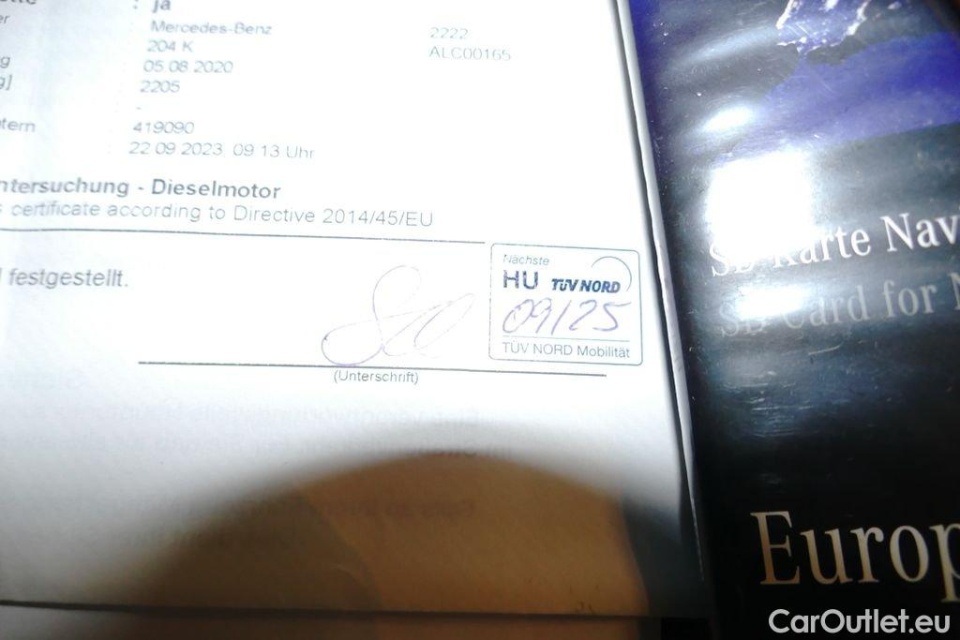 : ja
Mercedes-Benz 2222
204 K ALC00165
05.08.2020
2205
-
419090
22.09.2023 09:13 Uhr
ntersuchung - Dieselmotor
certificate according to Directive 2014/45/EU
festgestellt.
Nächste
HU TÜV NORD
09/25
TÜV NORD Mobilität
(Unterschrift)
SD-Karte Nav
SD-Card for N
Europ
CarOutlet.eu